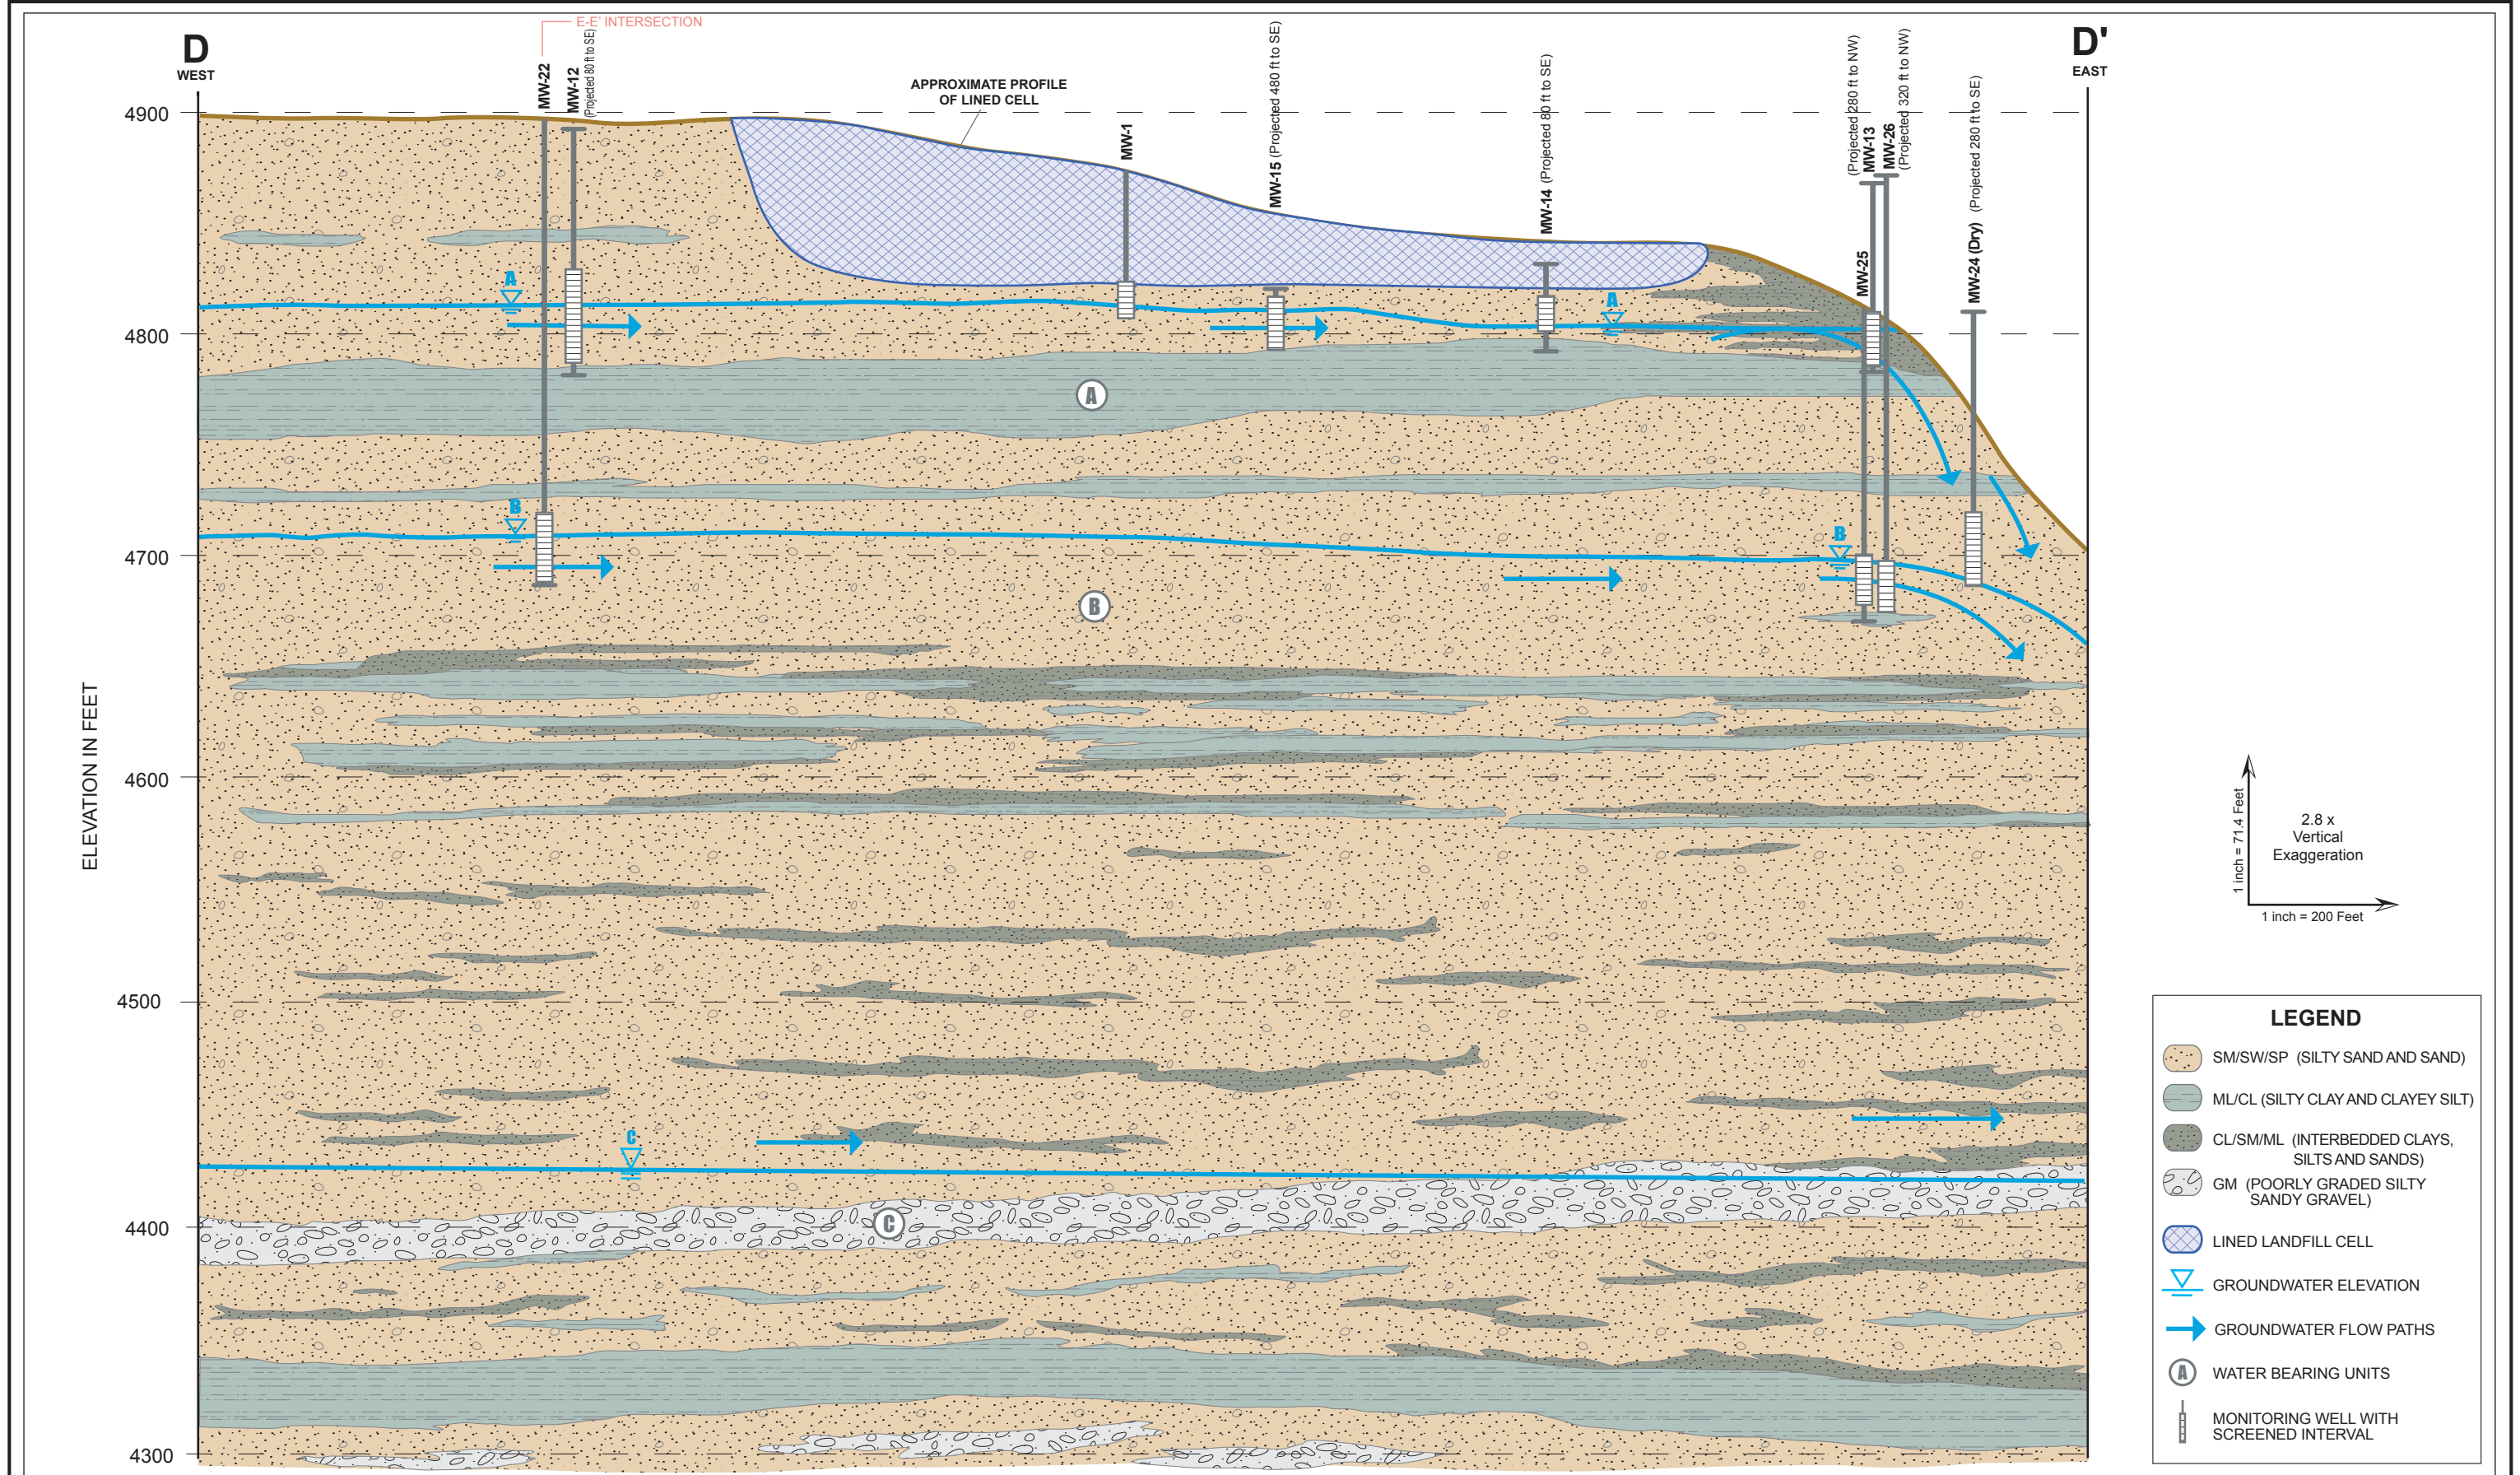 E-E' INTERSECTION
D
WEST
D'
EAST
MW-22
MW-12
(Projected 80 ft to SE)
APPROXIMATE PROFILE
OF LINED CELL
MW-1
MW-15 (Projected 480 ft to SE)
MW-14 (Projected 80 ft to SE)
MW-25
(Projected 280 ft to NW)
MW-13
MW-26
(Projected 320 ft to NW)
MW-24 (Dry) (Projected 280 ft to SE)
ELEVATION IN FEET
4900
4800
4700
4600
4500
4400
4300
A
A
A
B
B
B
C
C
1 inch = 71.4 Feet
2.8 x
Vertical
Exaggeration
1 inch = 200 Feet
LEGEND
SM/SW/SP (SILTY SAND AND SAND)
ML/CL (SILTY CLAY AND CLAYEY SILT)
CL/SM/ML (INTERBEDDED CLAYS,
SILTS AND SANDS)
GM (POORLY GRADED SILTY
SANDY GRAVEL)
LINED LANDFILL CELL
GROUNDWATER ELEVATION
GROUNDWATER FLOW PATHS
A
WATER BEARING UNITS
MONITORING WELL WITH
SCREENED INTERVAL